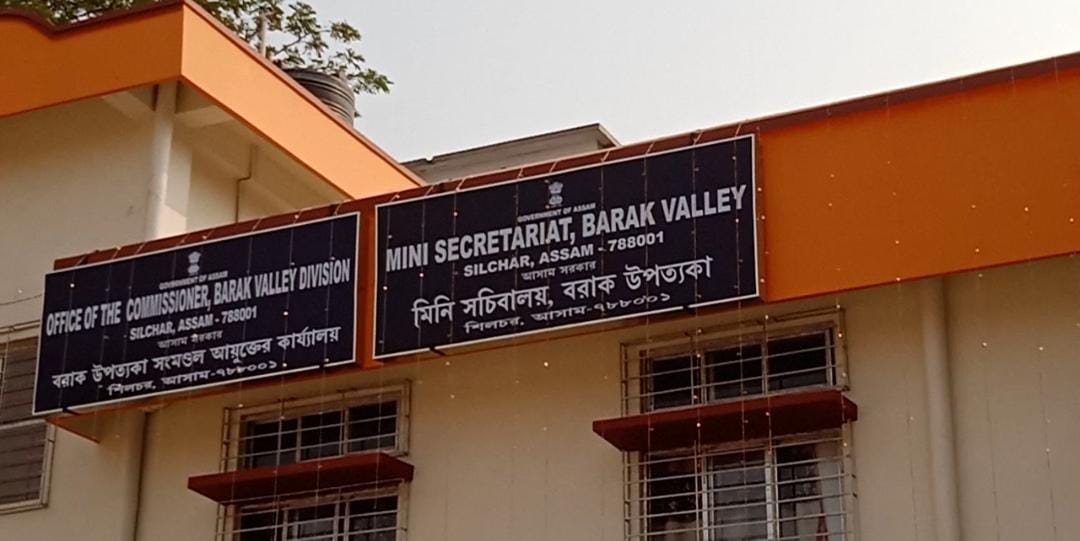 GOVERNMENT OF ASSAM
OFFICE OF THE COMMISSIONER, BARAK VALLEY DIVISION
SILCHAR, ASSAM - 788001
আসাম সরকার
বরাক উপত্যকা সংমণ্ডল আয়ুক্তের কার্য্যালয়
শিলচর, আসাম-৭৮৮০০১
GOVERNMENT OF ASSAM
MINI SECRETARIAT, BARAK VALLEY
SILCHAR, ASSAM - 788001
আসাম সরকার
মিনি সচিবালয়, বরাক উপত্যকা
শিলচর, আসাম-৭৮৮০০১